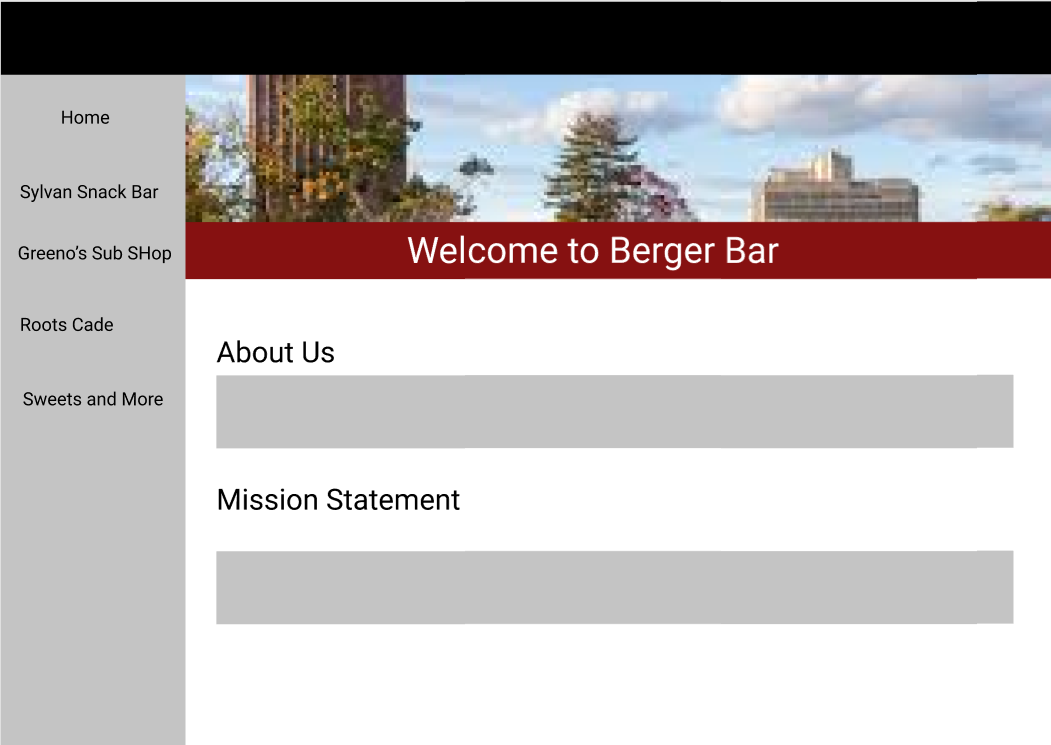 Home
Sylvan Snack Bar
Greeno’s Sub SHop
Roots Cade
Sweets and More
Welcome to Berger Bar
About Us
Mission Statement